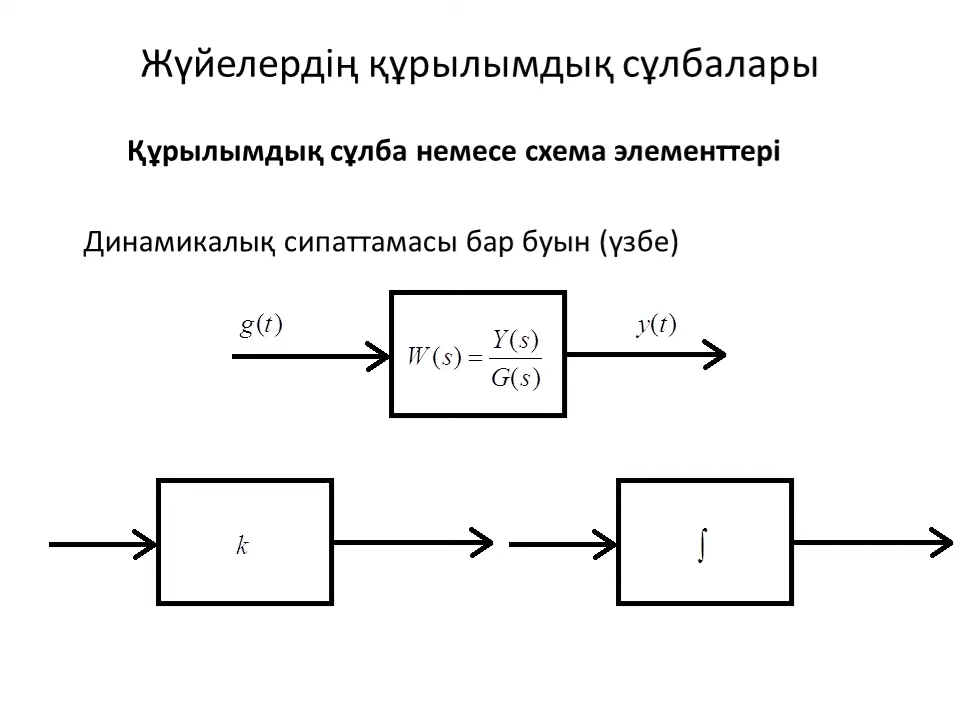 Жүйелердің құрылымдық сұлбалары
Құрылымдық сұлба немесе схема элементтері
Динамикалық сипаттамасы бар буын (үзбе)
g(t)
W(s) = Y(s)/G(s)
y(t)
k
∫